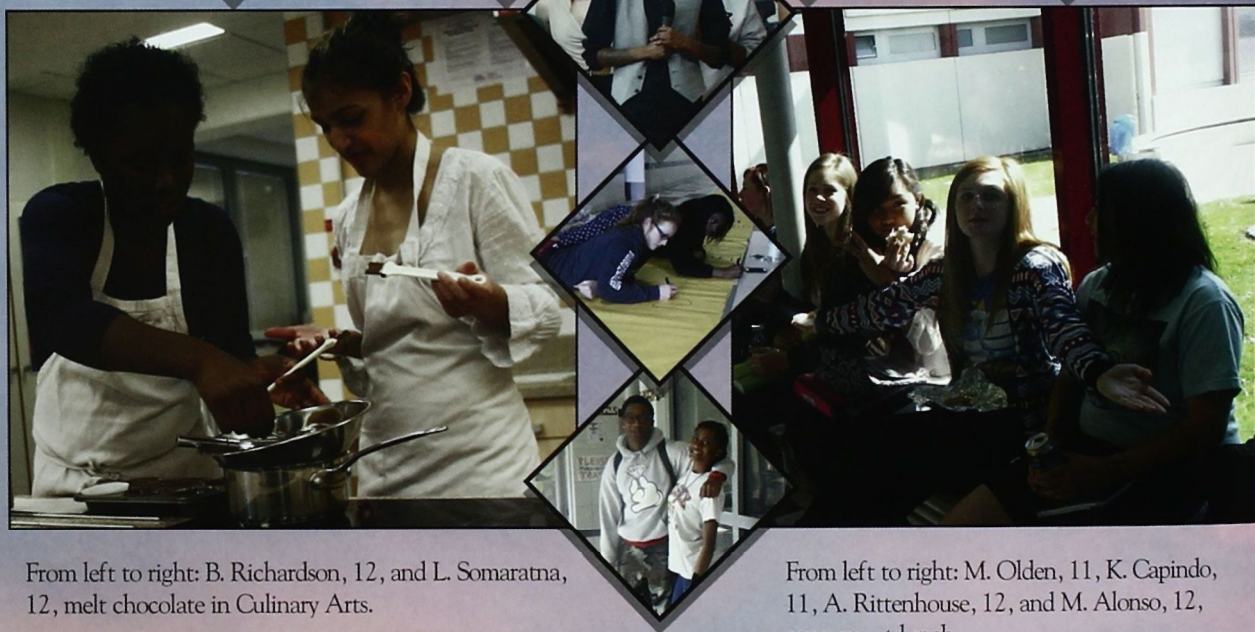 From left to right: B. Richardson, 12, and L. Somaratna,
12, melt chocolate in Culinary Arts.
From left to right: M. Olden, 11, K. Capindo,
11, A. Rittenhouse, 12, and M. Alonso, 12,